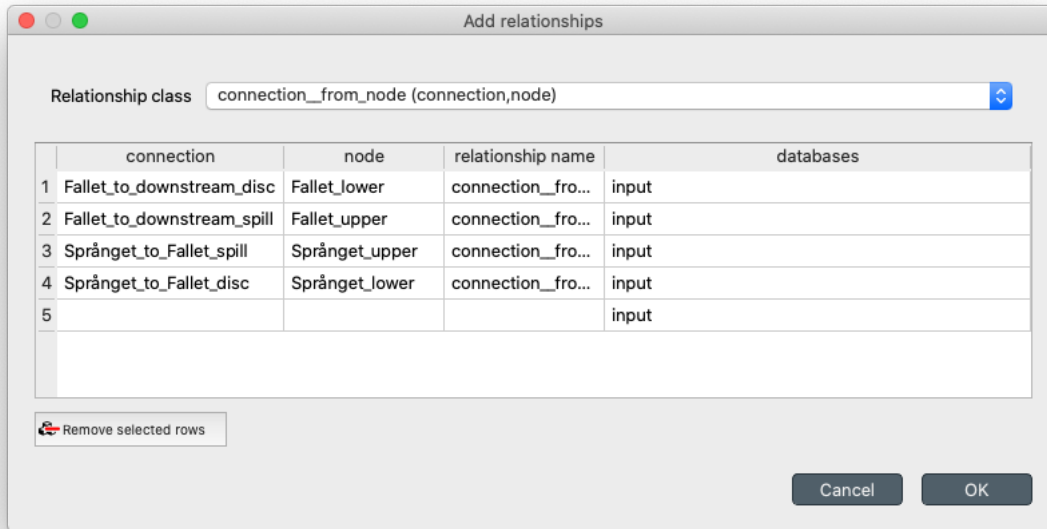 Add relationships
Relationship class connection__from_node (connection,node)
connection node relationship name databases
1 Fallet_to_downstream_disc Fallet_lower connection__fro... input
2 Fallet_to_downstream_spill Fallet_upper connection__fro... input
3 Språnget_to_Fallet_spill Språnget_upper connection__fro... input
4 Språnget_to_Fallet_disc Språnget_lower connection__fro... input
5 input
Remove selected rows
Cancel OK